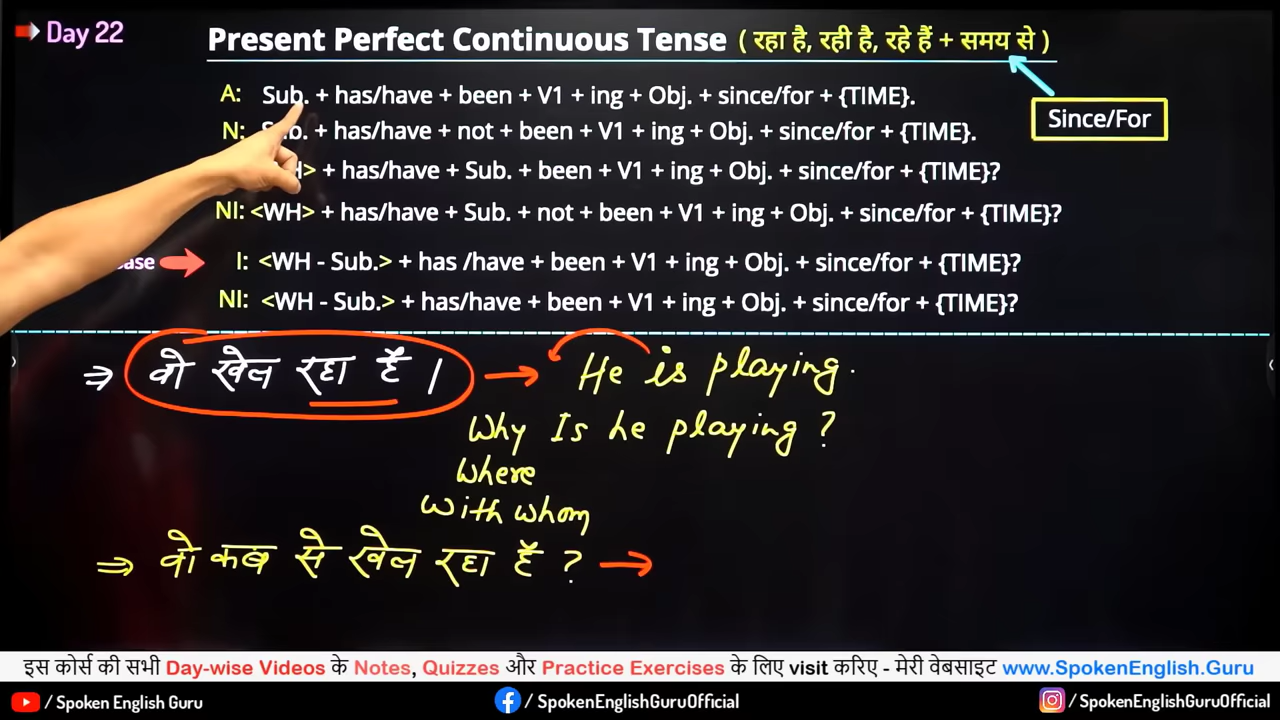 Day 22
Present Perfect Continuous Tense ( रहा है, रही है, रहे हैं + समय से )
A: Sub. + has/have + been + V1 + ing + Obj. + since/for + {TIME}.
Since/For
N: Sub. + has/have + not + been + V1 + ing + Obj. + since/for + {TIME}.
> + has/have + Sub. + been + V1 + ing + Obj. + since/for + {TIME}?
NI: <WH> + has/have + Sub. + not + been + V1 + ing + Obj. + since/for + {TIME}?
I: <WH - Sub.> + has /have + been + V1 + ing + Obj. + since/for + {TIME}?
NI: <WH - Sub.> + has/have + been + V1 + ing + Obj. + since/for + {TIME}?
⇒ वो खेल रहा है । → He is playing.
Why Is he playing ?
Where
With whom
⇒ वो कब से खेल रहा है ? →
इस कोर्स की सभी Day-wise Videos के Notes, Quizzes और Practice Exercises के लिए visit करिए - मेरी वेबसाइट www.SpokenEnglish.Guru
/ Spoken English Guru / SpokenEnglishGuruOfficial / SpokenEnglishGuruOfficial